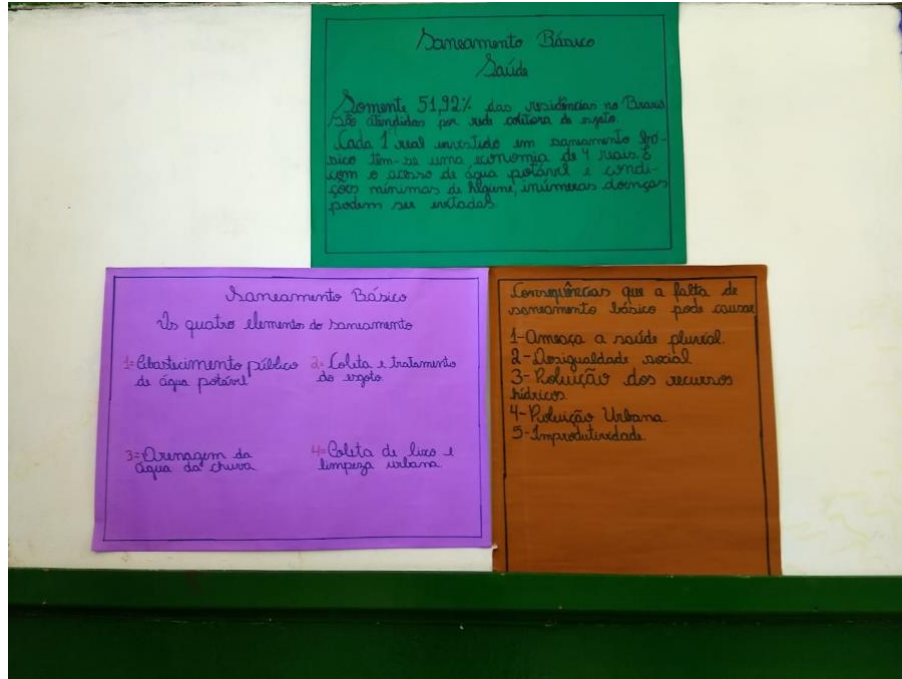 Saneamento Básico
Saúde
Somente 51,92% das residências no Brasil
são atendidas por rede coletora de esgoto
Cada 1 real investido em saneamento bá-
sico tem-se uma economia de 4 reais. E
com o acesso de água potável e condi-
ções mínimas de higiene, inúmeras doenças
podem ser evitadas.
Saneamento Básico
Os quatro elementos do saneamento
1= Abastecimento público
de água potável
2= Coleta e tratamento
do esgoto
3= Drenagem da
água da chuva
4= Coleta de lixo e
limpeza urbana
Consequências que a falta de
saneamento básico pode causar
1-Ameaça a saúde
2-Desigualdade social
3-Poluição dos recursos
hídricos
4-Poluição Urbana
5-Improdutividade